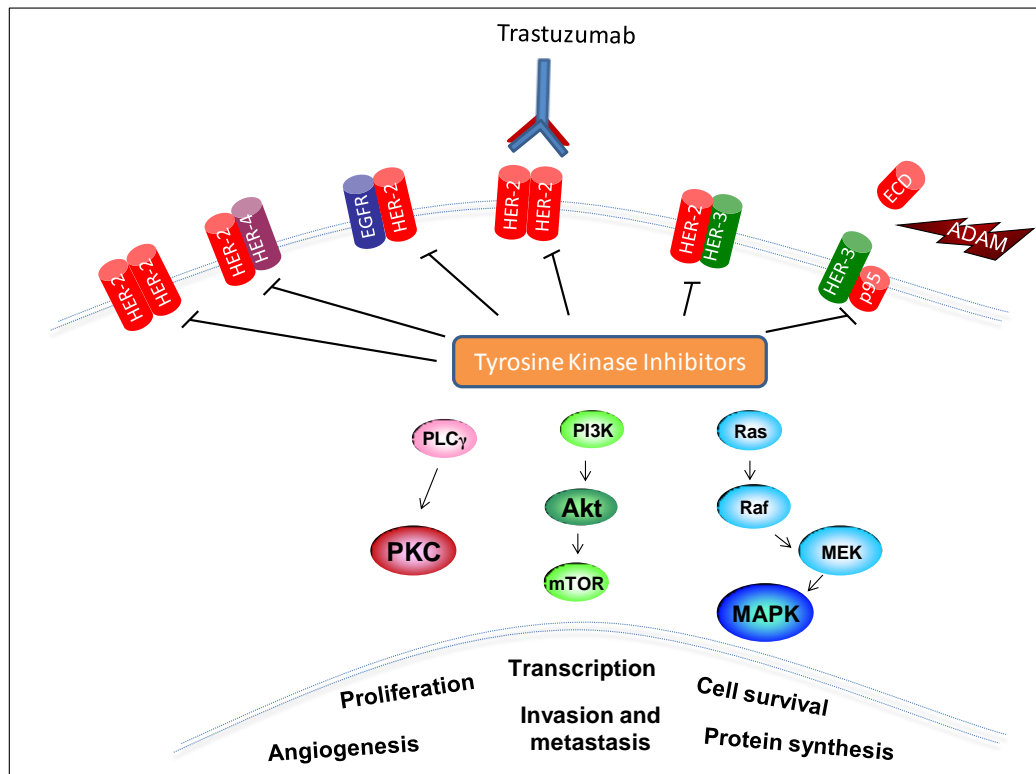 Trastuzumab
HER-2
HER-2
HER-2
HER-4
EGFR
HER-2
HER-2
HER-2
HER-2
HER-3
ECD
ADAM
HER-3
p95
Tyrosine Kinase Inhibitors
PLCγ
PI3K
Ras
Akt
Raf
PKC
MEK
mTOR
MAPK
Proliferation
Transcription
Cell survival
Angiogenesis
Invasion and
metastasis
Protein synthesis